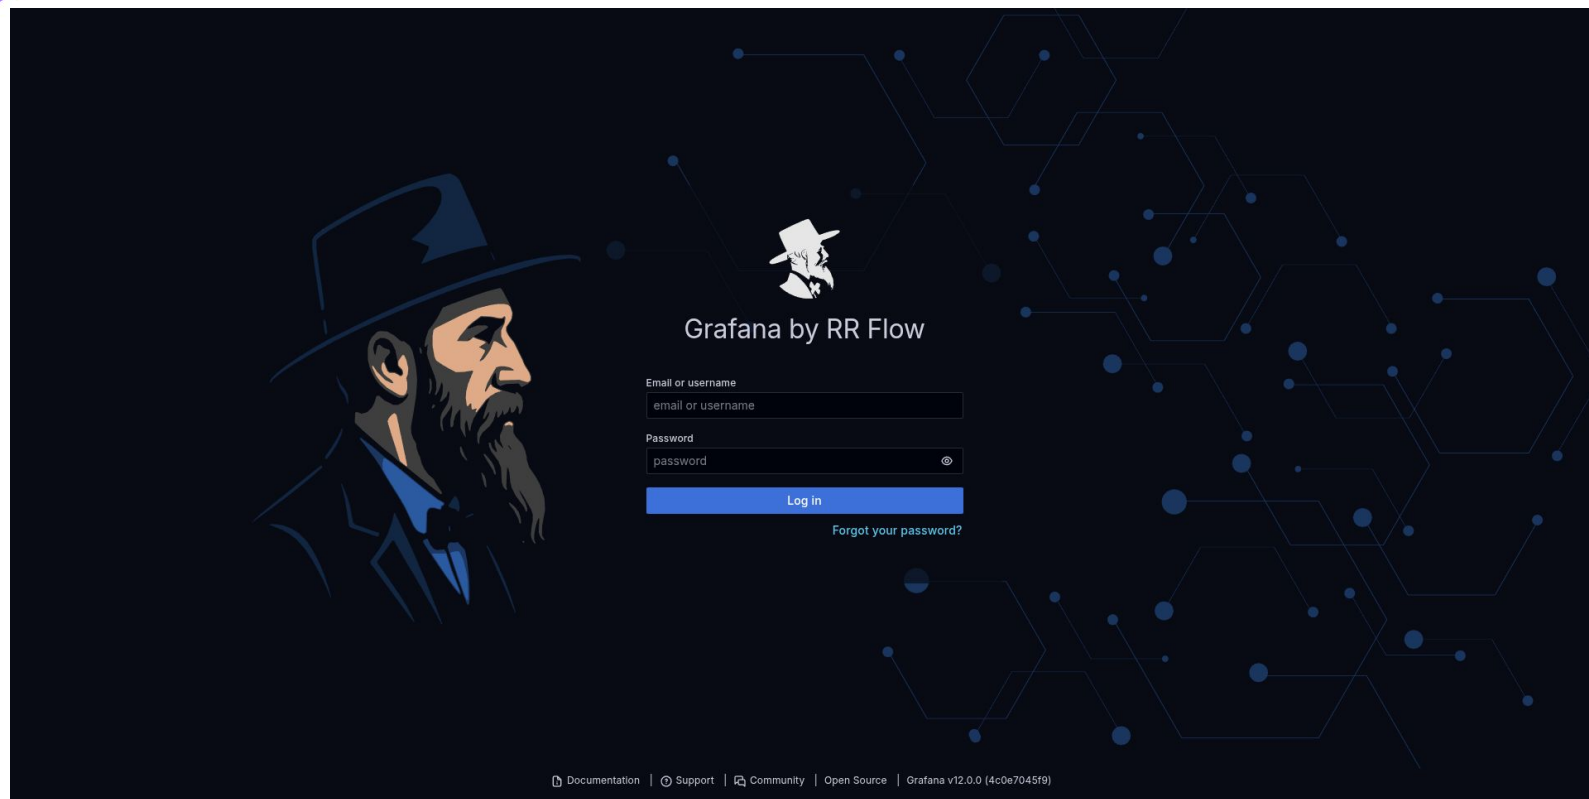 Grafana by RR Flow
Email or username
email or username
Password
password
Log in
Forgot your password?
Documentation | Support | Community | Open Source | Grafana v12.0.0 (4c0e7045f9)